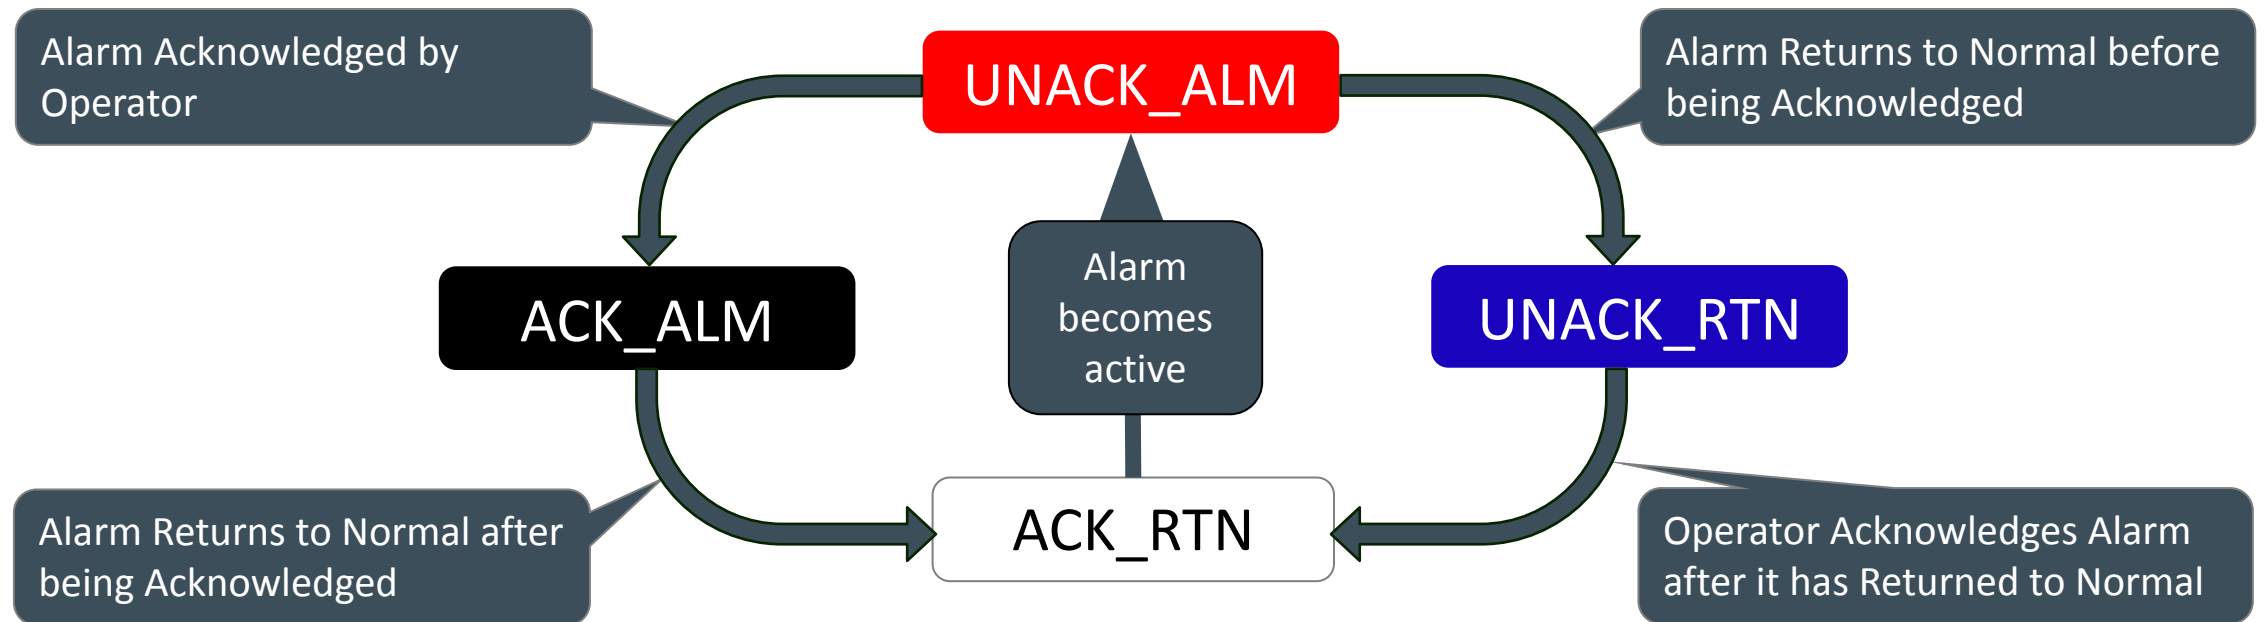 Alarm Acknowledged by
Operator
UNACK_ALM
Alarm Returns to Normal before
being Acknowledged
ACK_ALM
Alarm
becomes
active
UNACK_RTN
Alarm Returns to Normal after
being Acknowledged
ACK_RTN
Operator Acknowledges Alarm
after it has Returned to Normal